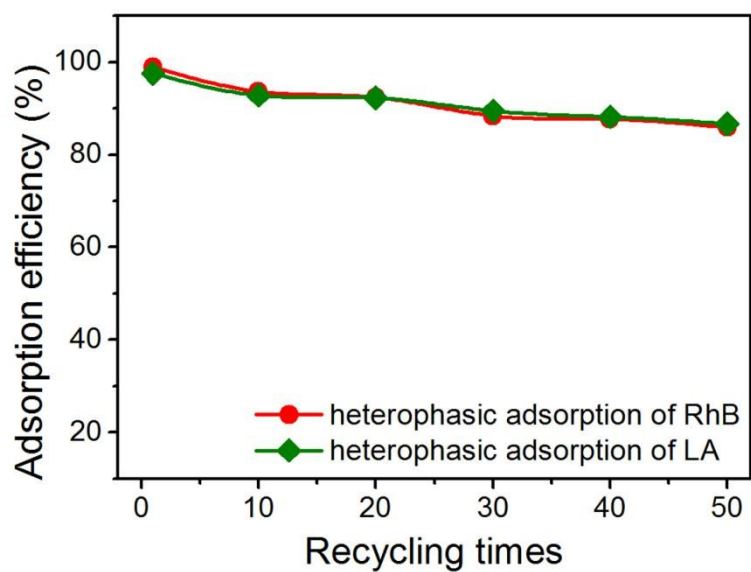 Adsorption efficiency (%)
100
80
60
40
20
heterophasic adsorption of RhB
heterophasic adsorption of LA
0 10 20 30 40 50
Recycling times